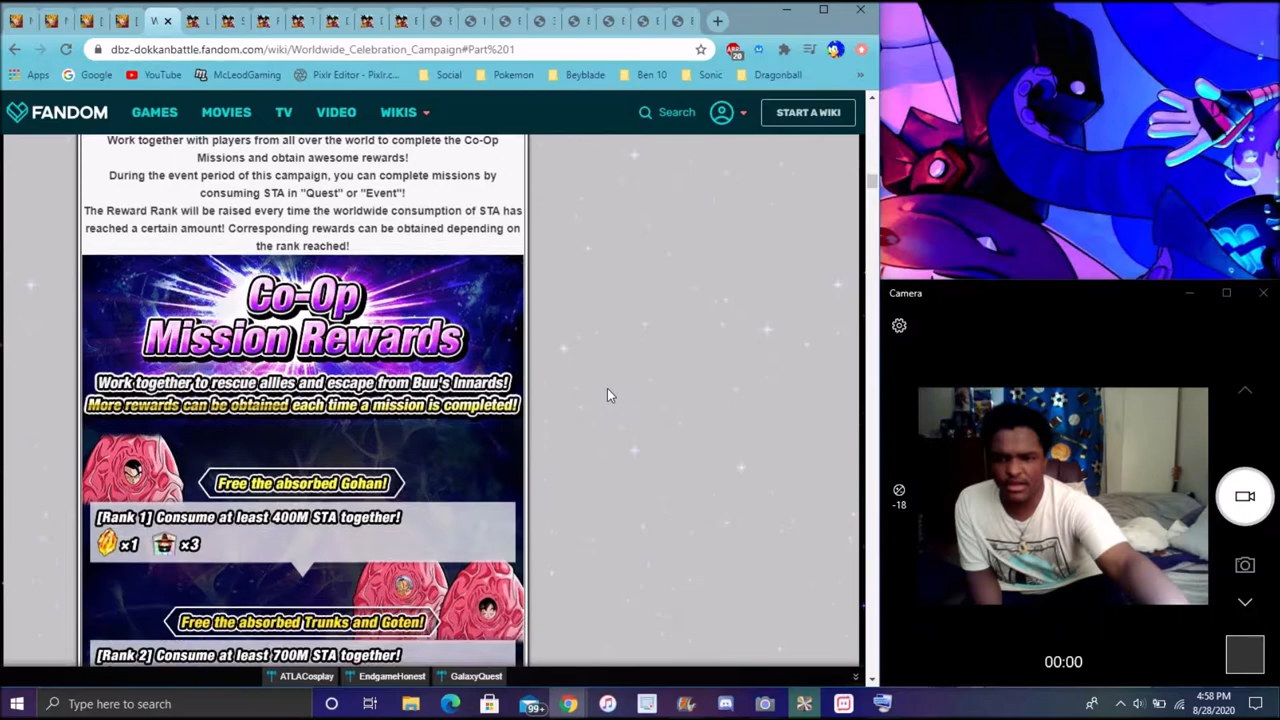 dbz-dokkanbattle.fandom.com/wiki/Worldwide_Celebration_Campaign#Part%201
20
Apps
Google
YouTube
McLeodGaming
Pixlr Editor - Pixlr.c...
Social
Pokemon
Beyblade
Ben 10
Sonic
Dragonball
FANDOM
GAMES
MOVIES
TV
VIDEO
WIKIS
Search
START A WIKI
Work together with players from all over the world to complete the Co-Op
Missions and obtain awesome rewards!
During the event period of this campaign, you can complete missions by
consuming STA in "Quest" or "Event"!
The Reward Rank will be raised every time the worldwide consumption of STA has
reached a certain amount! Corresponding rewards can be obtained depending on
the rank reached!
Co-Op
Mission Rewards
Work together to rescue allies and escape from Buu's Innards!
More rewards can be obtained each time a mission is completed!
Free the absorbed Gohan!
[Rank 1] Consume at least 400M STA together!
x1 x3
Free the absorbed Trunks and Goten!
[Rank 2] Consume at least 700M STA together!
ATLACosplay
EndgameHonest
GalaxyQuest
Camera
-18
00:00
Type here to search
99+
4:58 PM
8/28/2020